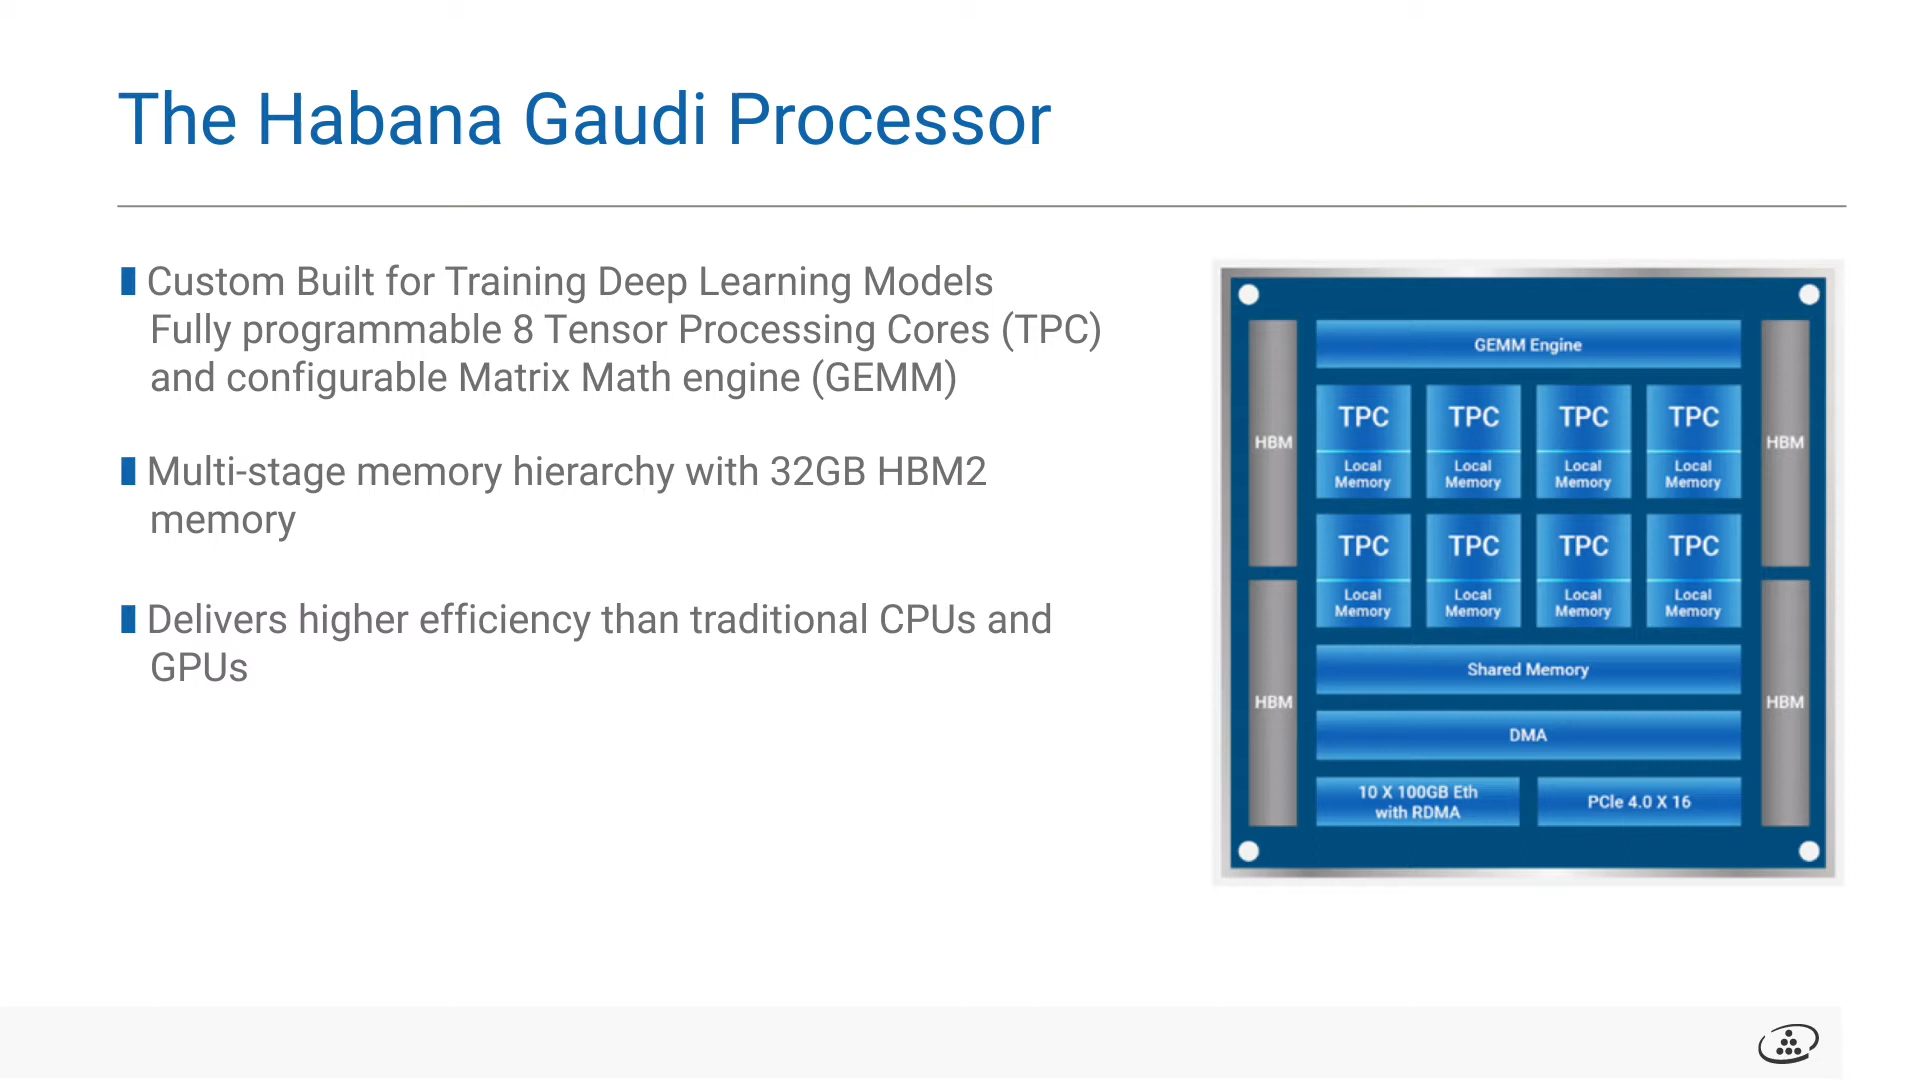 The Habana Gaudi Processor
Custom Built for Training Deep Learning Models
Fully programmable 8 Tensor Processing Cores (TPC)
and configurable Matrix Math engine (GEMM)
Multi-stage memory hierarchy with 32GB HBM2
memory
Delivers higher efficiency than traditional CPUs and
GPUs
GEMM Engine
HBM
HBM
TPC TPC TPC TPC
Local Local Local Local
Memory Memory Memory Memory
TPC TPC TPC TPC
Local Local Local Local
Memory Memory Memory Memory
Shared Memory
HBM
HBM
DMA
10 X 100GB Eth
with RDMA
PCle 4.0 X 16